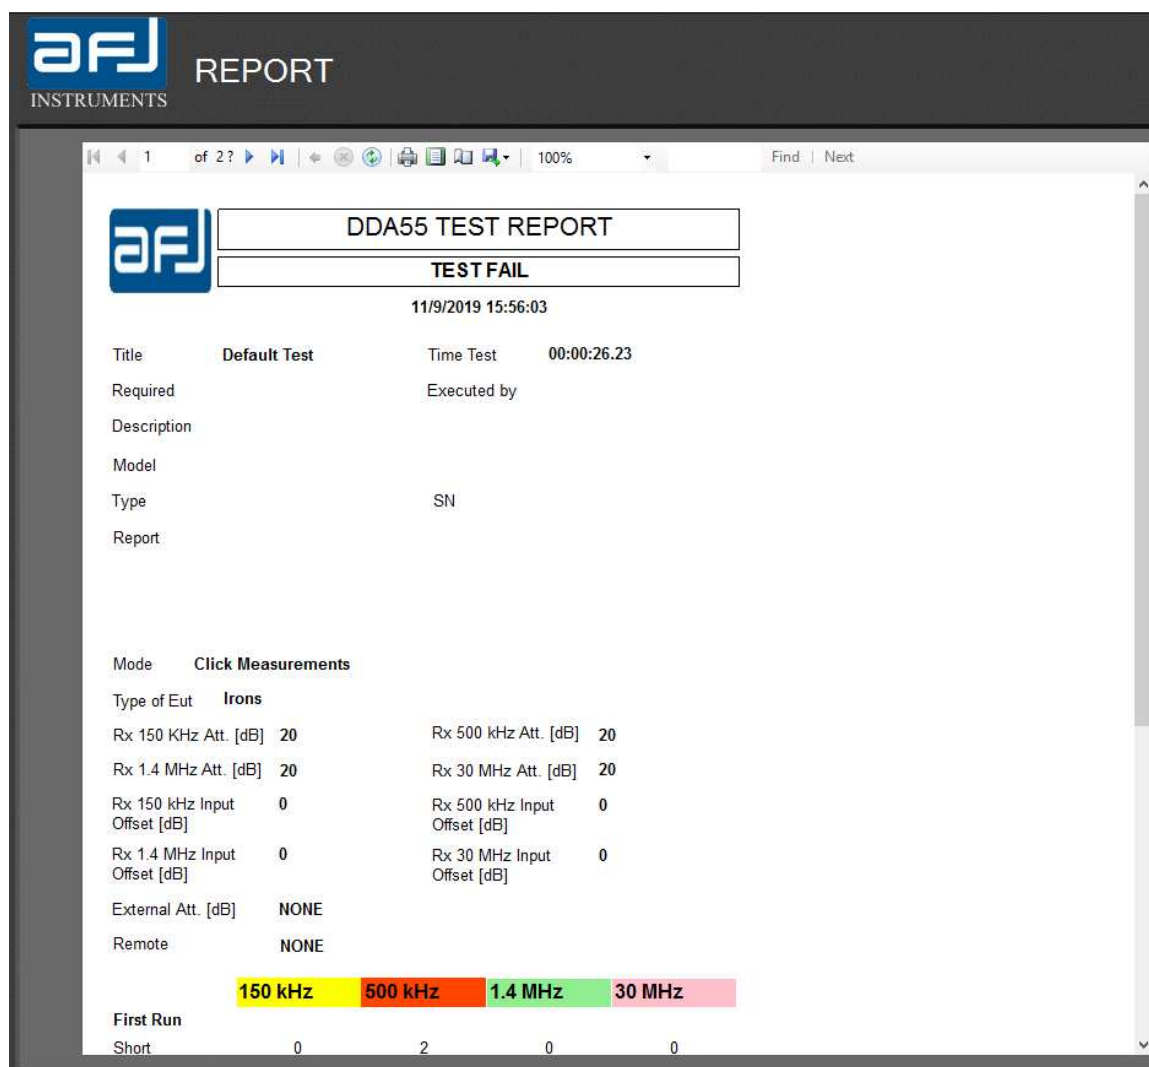 afj
INSTRUMENTS
REPORT
1 of 2 ? 100% Find | Next
afj
DDA55 TEST REPORT
TEST FAIL
11/9/2019 15:56:03
Title Default Test Time Test 00:00:26.23
Required Executed by
Description
Model
Type SN
Report
Mode Click Measurements
Type of Eut Irons
Rx 150 KHz Att. [dB] 20 Rx 500 kHz Att. [dB] 20
Rx 1.4 MHz Att. [dB] 20 Rx 30 MHz Att. [dB] 20
Rx 150 kHz Input 0 Rx 500 kHz Input 0
Offset [dB] Offset [dB]
Rx 1.4 MHz Input 0 Rx 30 MHz Input 0
Offset [dB] Offset [dB]
External Att. [dB] NONE
Remote NONE
150 kHz 500 kHz 1.4 MHz 30 MHz
First Run
Short 0 2 0 0